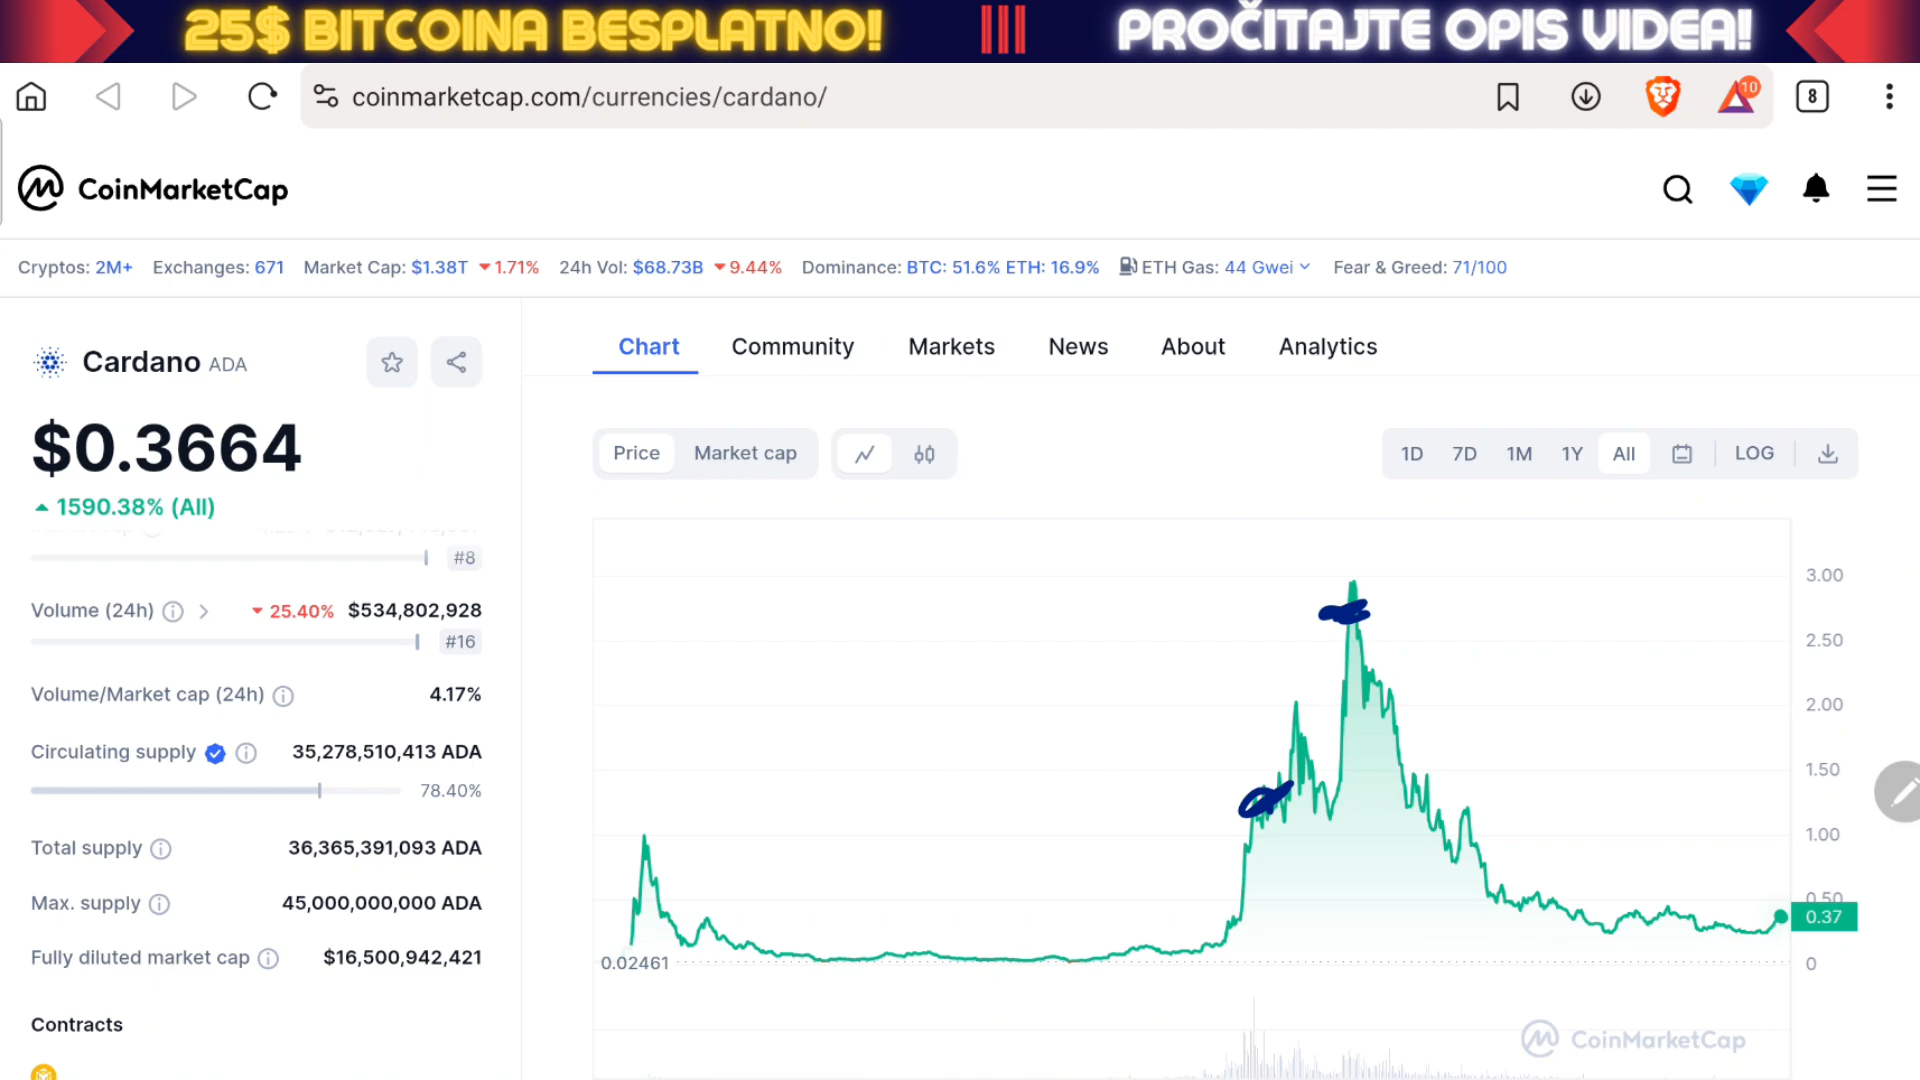 25$ BITCOINA BESPLATNO! PROČITAJTE OPIS VIDEA!
coinmarketcap.com/currencies/cardano/ 10 8
CoinMarketCap
Cryptos: 2M+ Exchanges: 671 Market Cap: $1.38T 1.71% 24h Vol: $68.73B 9.44% Dominance: BTC: 51.6% ETH: 16.9% ETH Gas: 44 Gwei Fear & Greed: 71/100
Cardano ADA
$0.3664
1590.38% (All)
#8
Volume (24h) 25.40% $534,802,928
#16
Volume/Market cap (24h) 4.17%
Circulating supply 35,278,510,413 ADA
78.40%
Total supply 36,365,391,093 ADA
Max. supply 45,000,000,000 ADA
Fully diluted market cap $16,500,942,421
Contracts
Chart Community Markets News About Analytics
Price Market cap 1D 7D 1M 1Y All LOG
3.00
2.50
2.00
1.50
1.00
0.50
0.37
0
0.02461
CoinMarketCap